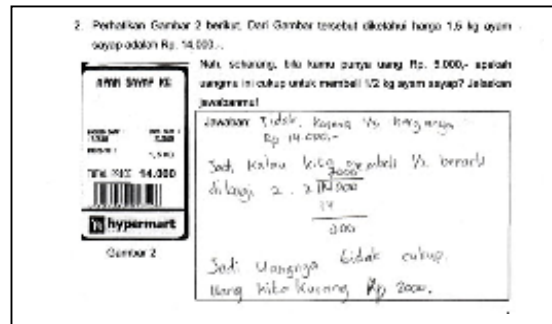 2. Perhatikan Gambar 2 berikut. Dari Gambar tersebut diketahui harga 1,5 kg ayam
sayap adalah Rp. 14.000,-.
Nah, sekarang, bila kamu punya uang Rp. 5.000,- apakah
uangmu ini cukup untuk membeli 1/2 kg ayam sayap? Jelaskan
jawabanmu!
AYAM SAYAP KG
14.000
hypermart
Gambar 2
Jawaban: Tidak. Karena 1/2 harganya
Rp 14.000,-
Jadi kalau kita membeli 1/2 berarti
dibagi 2.
7000
Jadi Uangnya tidak cukup.
Uang kita kurang Rp 2000.